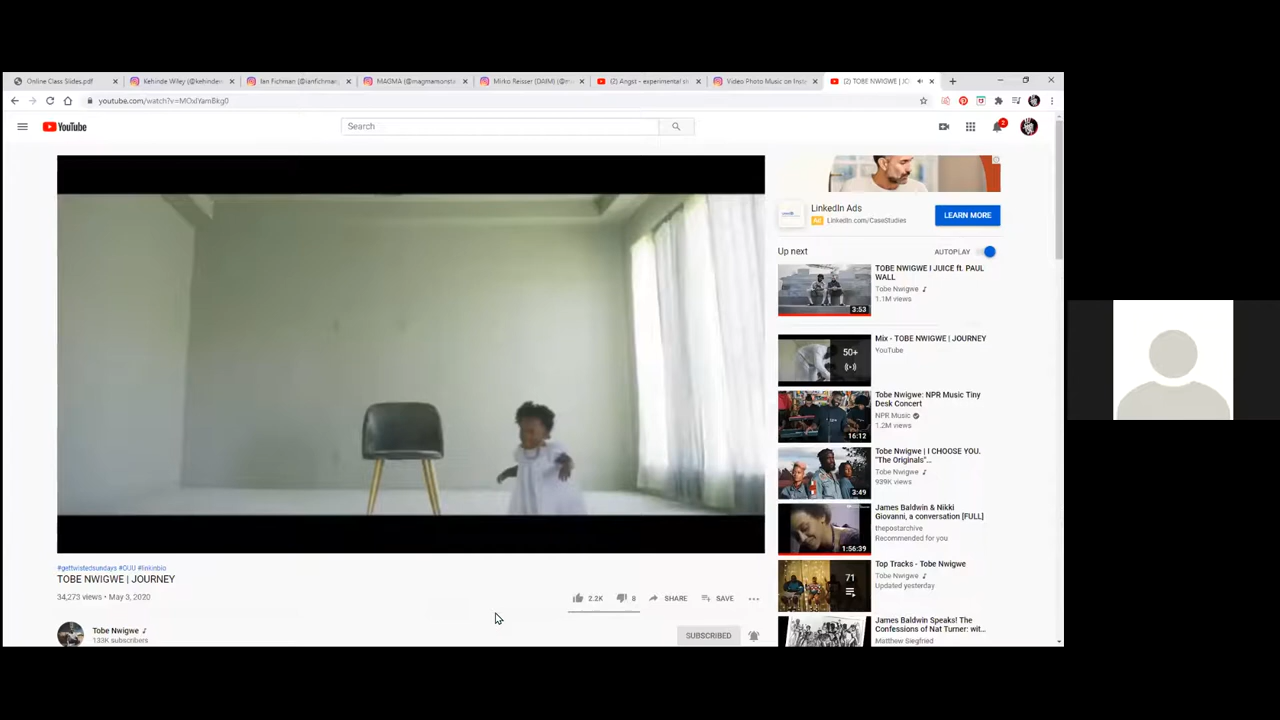 Online Class Slides.pdf
Kehinde Wiley (@kehinde
Ian Fichman (@ianfichman
MAGMA (@magmamonsta
Mirko Reisser (DAIM) (@m
(2) Angst – experimental s
Video Photo Music on Inst
(2) TOBE NWIGWE | JO
youtube.com/watch?v=MOxIYamBkg0
YouTube
Search
2
LinkedIn Ads
Ad LinkedIn.com/CaseStudies
LEARN MORE
Up next
AUTOPLAY
TOBE NWIGWE I JUICE ft. PAUL
WALL
Tobe Nwigwe
1.1M views
3:53
Mix - TOBE NWIGWE | JOURNEY
YouTube
50+
Tobe Nwigwe: NPR Music Tiny
Desk Concert
NPR Music
1.2M views
16:12
Tobe Nwigwe | I CHOOSE YOU.
"The Originals"...
Tobe Nwigwe
939K views
3:49
James Baldwin & Nikki
Giovanni, a conversation [FULL]
thepostarchive
Recommended for you
1:56:39
Top Tracks - Tobe Nwigwe
Tobe Nwigwe
Updated yesterday
71
James Baldwin Speaks! The
Confessions of Nat Turner: wit...
Matthew Siegfried
#gettwistedsundays #OUU #linkinbio
TOBE NWIGWE | JOURNEY
34,273 views • May 3, 2020
2.2K
8
SHARE
SAVE
Tobe Nwigwe
133K subscribers
SUBSCRIBED